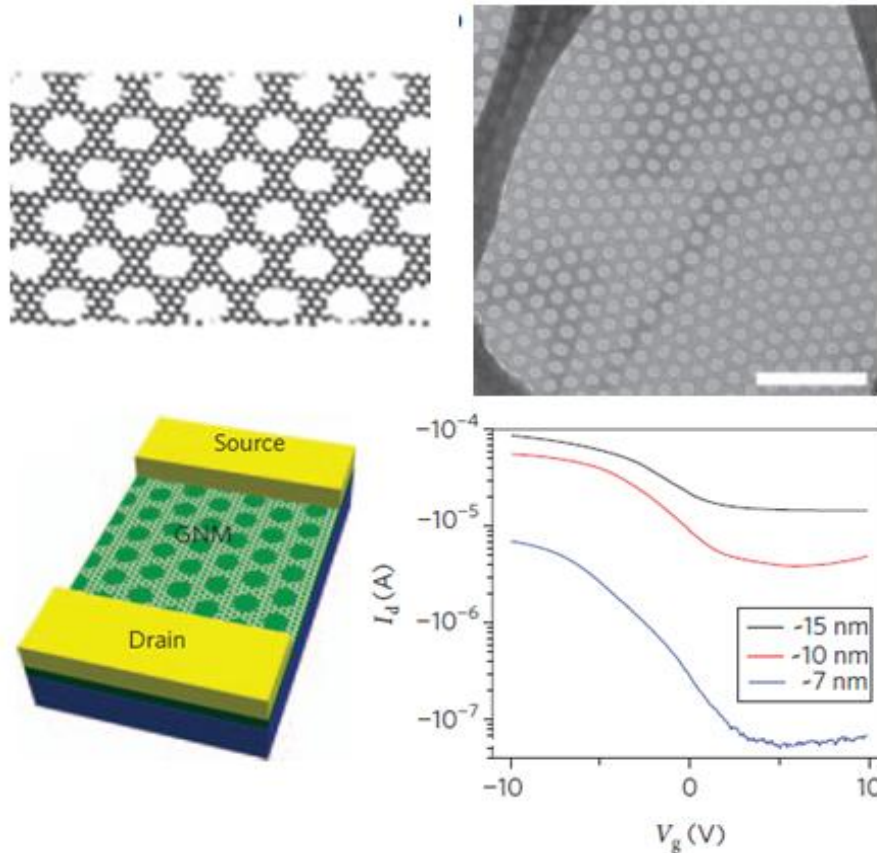 Source
GNM
Drain
−10⁻⁴
−10⁻⁵
−10⁻⁶
−10⁻⁷
I_d (A)
-15 nm
-10 nm
-7 nm
−10
0
10
V_g (V)